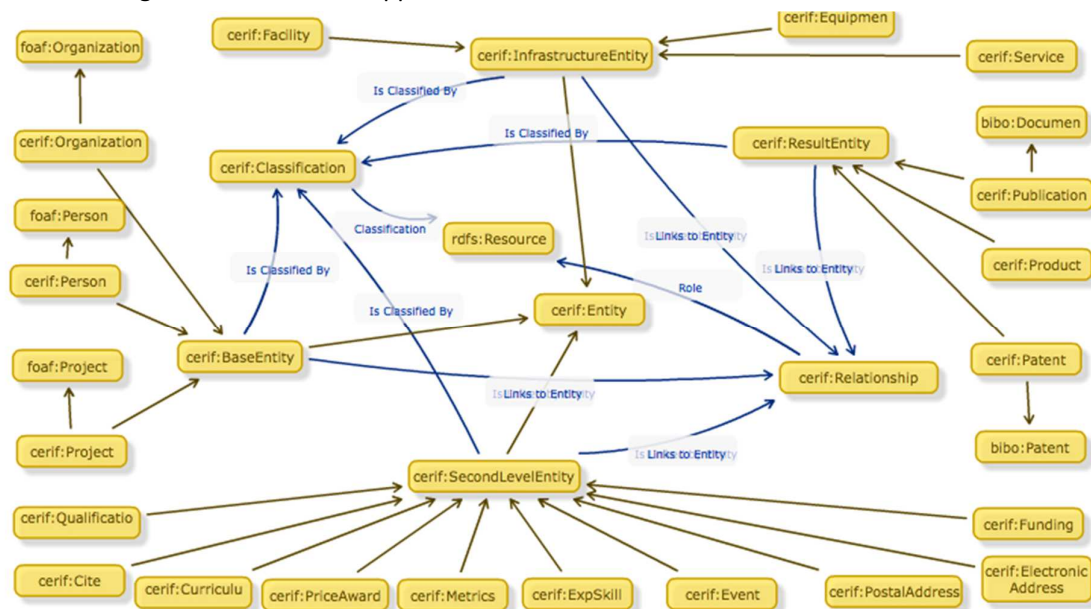 cerif:Equipmen
cerif:Facility
foaf:Organization
cerif:InfrastructureEntity
cerif:Service
Is Classified By
bibo:Documen
cerif:Organization
Is Classified By
cerif:ResultEntity
cerif:Classification
cerif:Publication
foaf:Person
Classification
rdfs:Resource
Links to Entity
cerif:Product
Is Classified By
Links to Entity
cerif:Person
Role
Is Classified By
cerif:Entity
cerif:BaseEntity
cerif:Patent
foaf:Project
cerif:Relationship
Links to Entity
cerif:Project
Links to Entity
bibo:Patent
cerif:SecondLevelEntity
cerif:Qualificatio
cerif:Funding
cerif:Cite
cerif:Curriculu
cerif:PriceAward
cerif:Metrics
cerif:ExpSkill
cerif:Event
cerif:PostalAddress
cerif:Electronic
Address